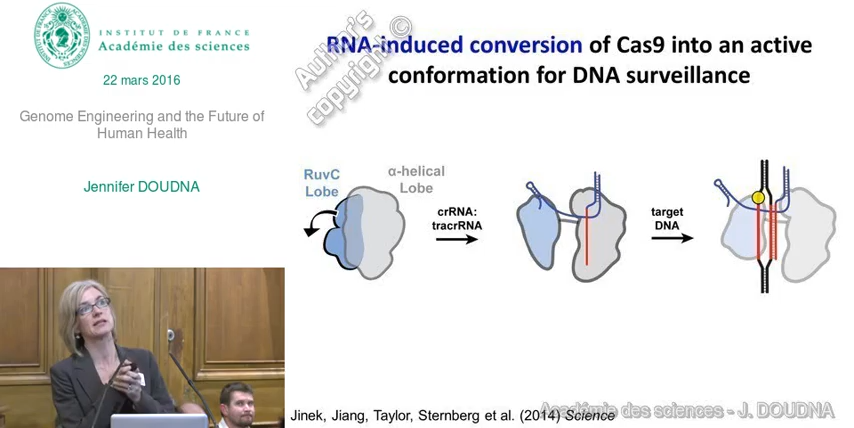 INSTITUT DE FRANCE
Académie des sciences
22 mars 2016
Genome Engineering and the Future of
Human Health
Jennifer DOUDNA
Author's
copyright ©
RNA-induced conversion of Cas9 into an active
conformation for DNA surveillance
RuvC
Lobe
α-helical
Lobe
crRNA:
tracrRNA
target
DNA
Jinek, Jiang, Taylor, Sternberg et al. (2014) Science
Académie des sciences - J. DOUDNA